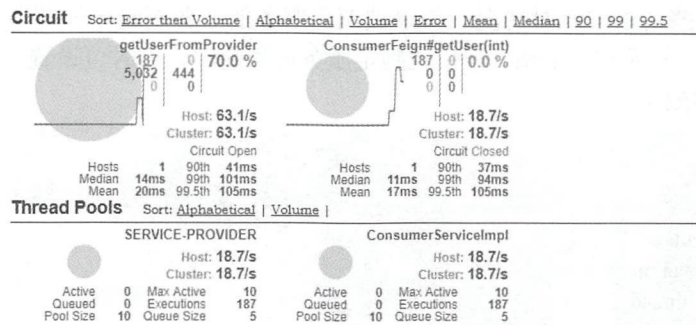 Circuit Sort: Error then Volume | Alphabetical | Volume | Error | Mean | Median | 90 | 99 | 99.5
getUserFromProvider
187 0 70.0 %
5,032 444
0 0
Host: 63.1/s
Cluster: 63.1/s
Circuit Open
Hosts 1 90th 41ms
Median 14ms 99th 101ms
Mean 20ms 99.5th 105ms
ConsumerFeign#getUser(int)
187 0 0.0 %
0 0
0 0
Host: 18.7/s
Cluster: 18.7/s
Circuit Closed
Hosts 1 90th 37ms
Median 11ms 99th 94ms
Mean 17ms 99.5th 105ms
Thread Pools Sort: Alphabetical | Volume |
SERVICE-PROVIDER
Host: 18.7/s
Cluster: 18.7/s
Active 0 Max Active 10
Queued 0 Executions 187
Pool Size 10 Queue Size 5
ConsumerServiceImpl
Host: 18.7/s
Cluster: 18.7/s
Active 0 Max Active 10
Queued 0 Executions 187
Pool Size 10 Queue Size 5